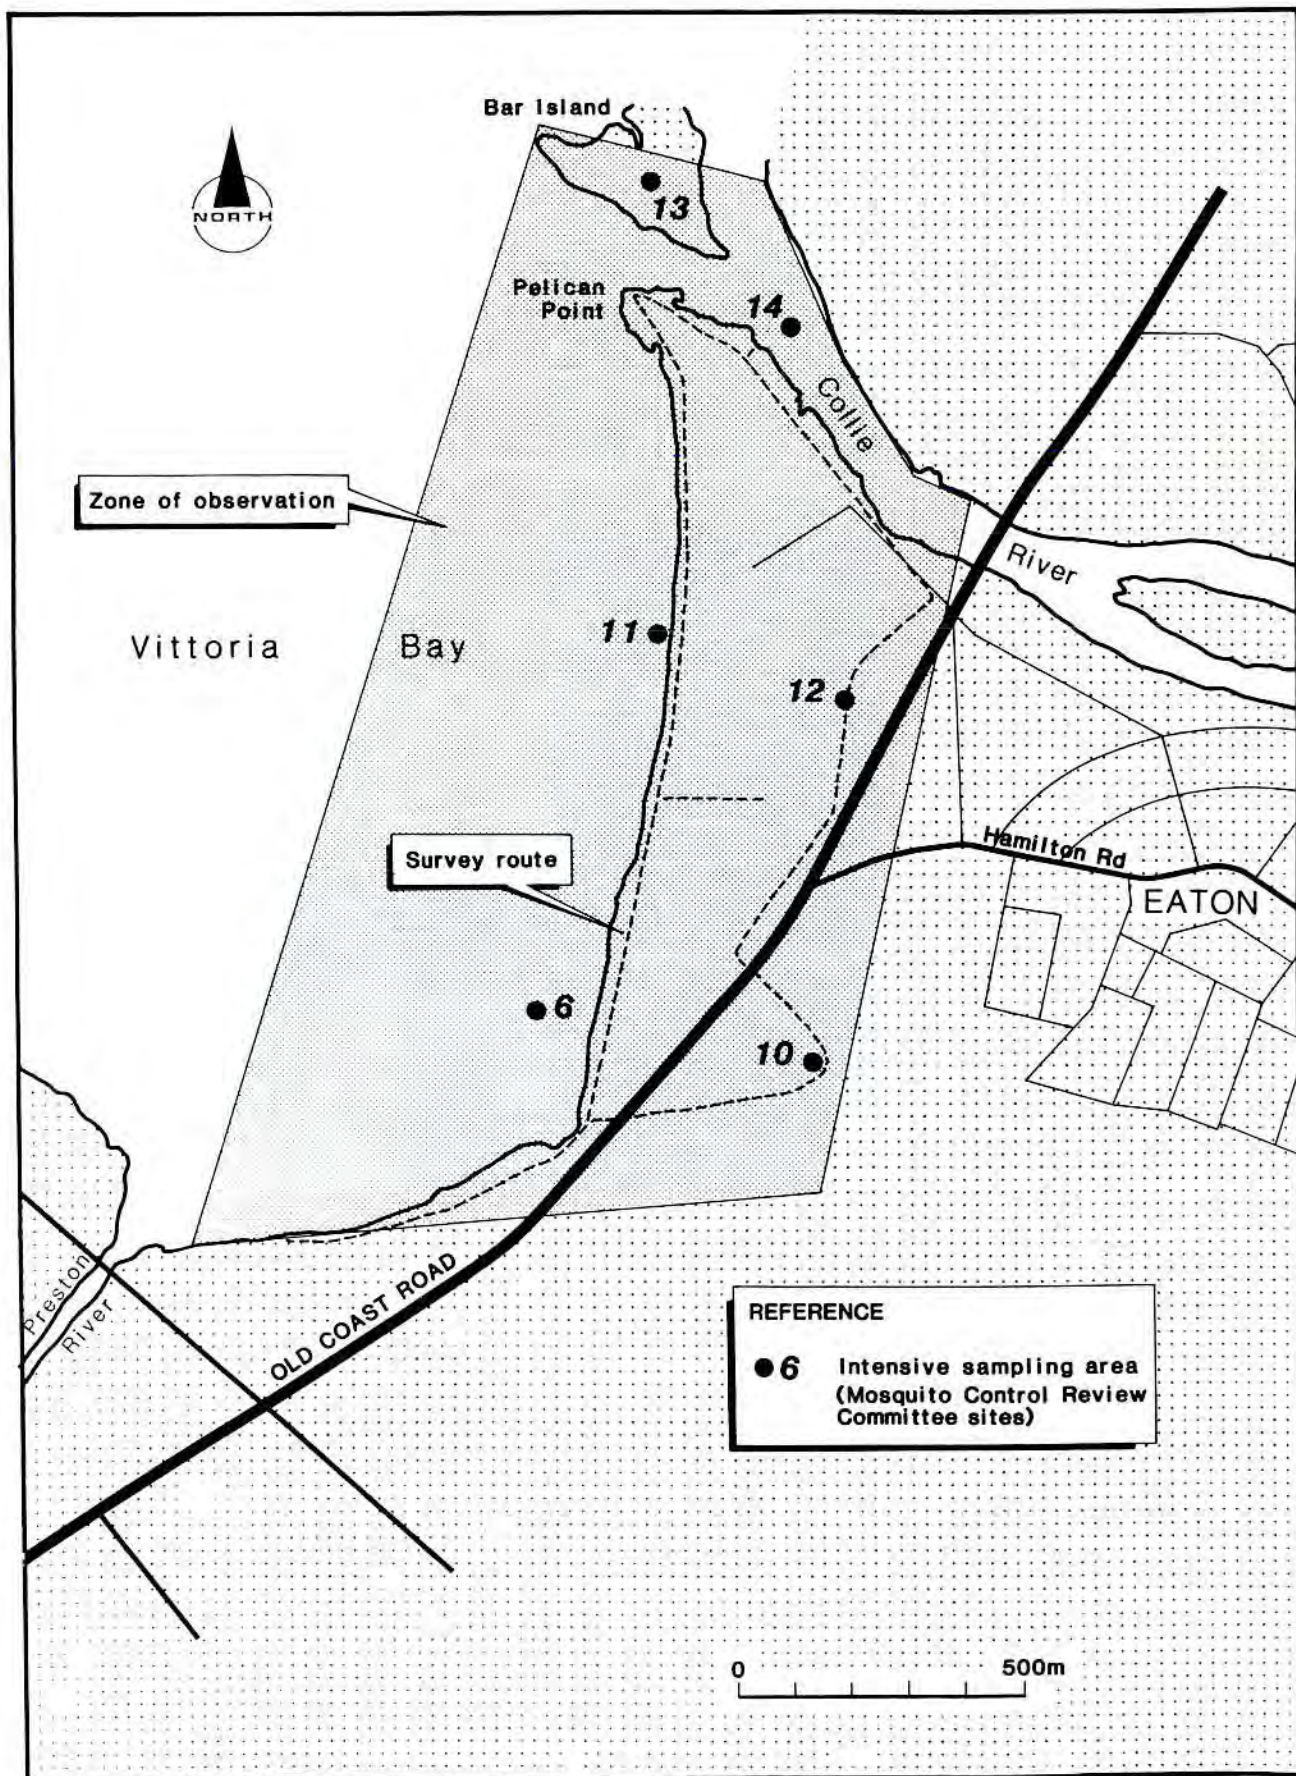 Bar Island
NORTH
13
Pelican
Point
14
Collie
Zone of observation
River
Vittoria Bay
11
12
Survey route
Hamilton Rd
EATON
6
10
Preston
River
OLD COAST ROAD
REFERENCE
6 Intensive sampling area
(Mosquito Control Review
Committee sites)
0 500m